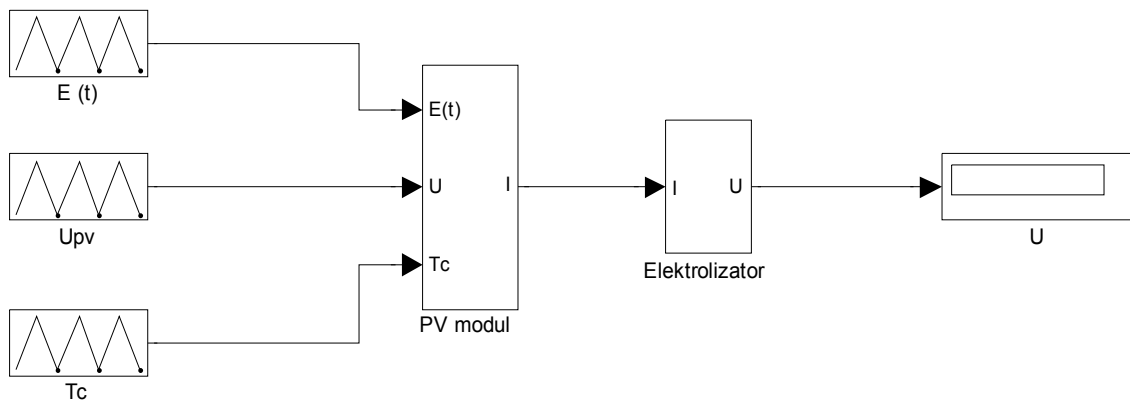 E (t)
E(t)
U
I
Upv
Tc
PV modul
I
U
Elektrolizator
U
Tc